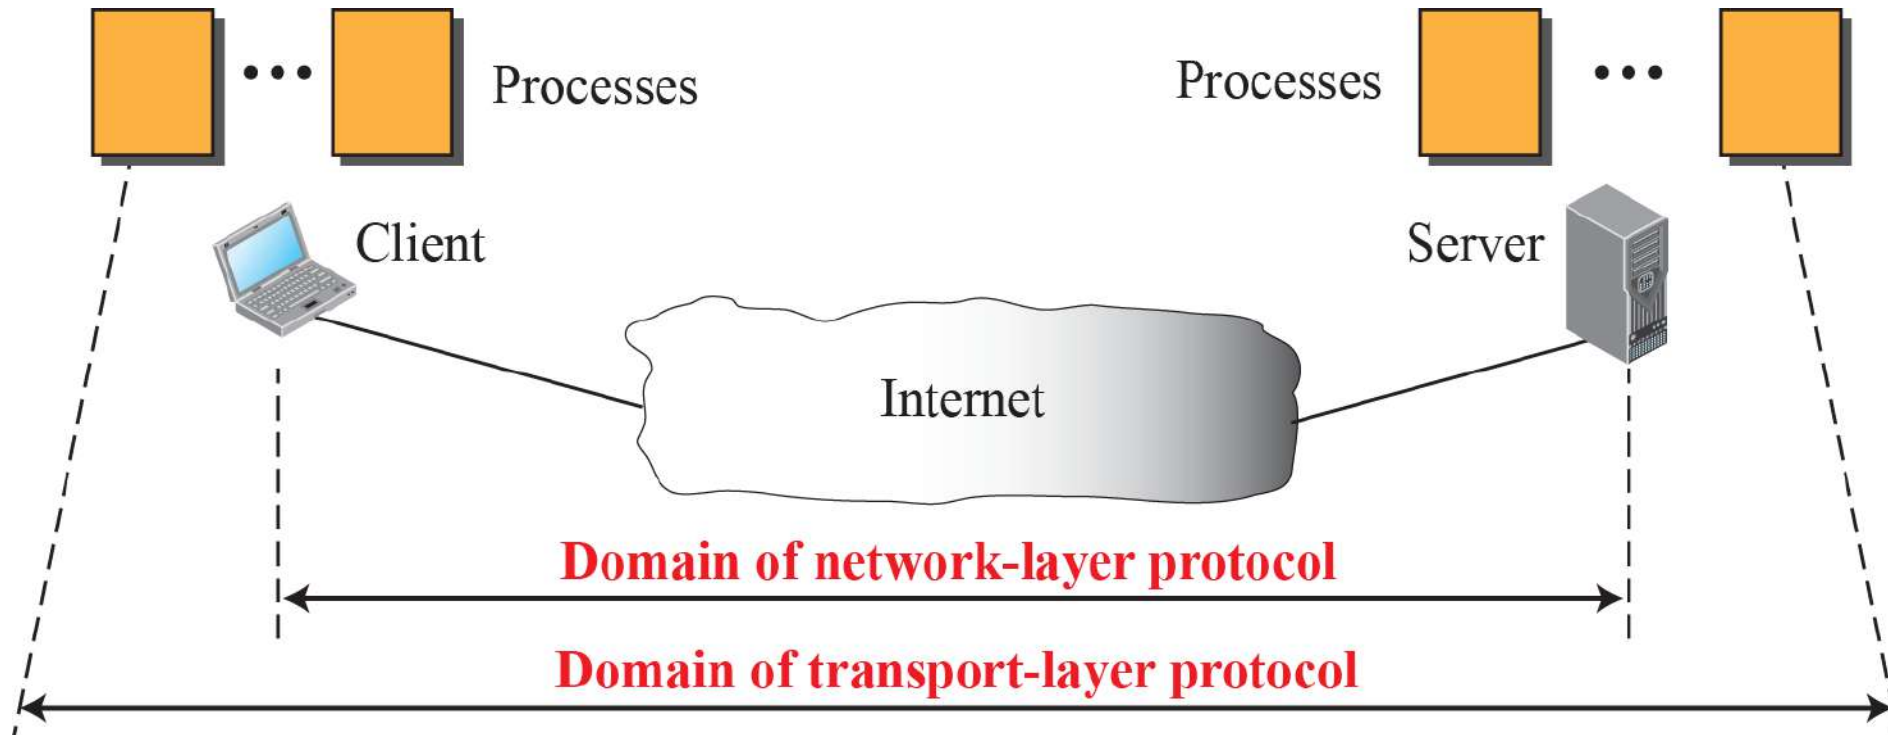 Processes
Processes
Client
Server
Internet
Domain of network-layer protocol
Domain of transport-layer protocol